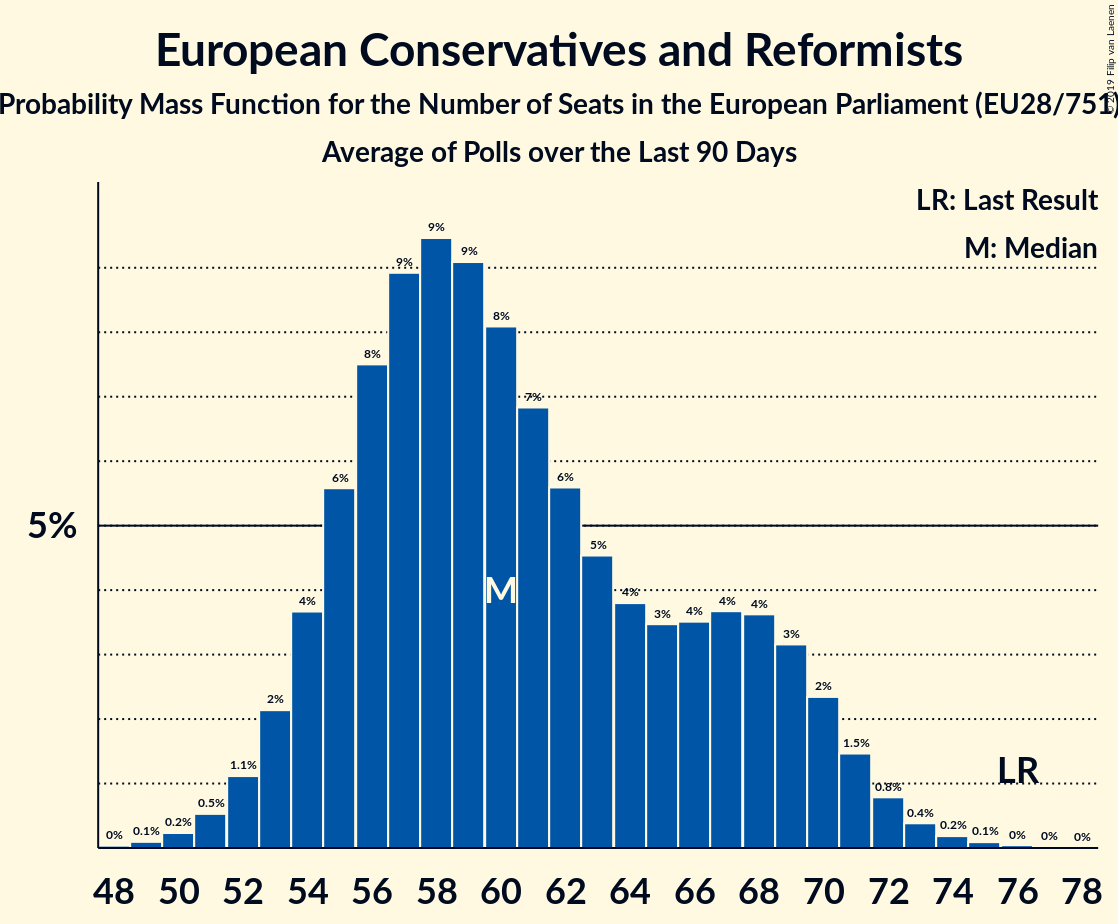 © 2019 Filip van Laenen
European Conservatives and Reformists
Probability Mass Function for the Number of Seats in the European Parliament (EU28/751)
Average of Polls over the Last 90 Days
LR: Last Result
M: Median
5%
0% 0.1% 0.2% 0.5% 1.1% 2% 4% 6% 8% 9% 9% 9% 8% 7% 6% 5% 4% 3% 4% 4% 4% 3% 2% 1.5% 0.8% 0.4% 0.2% 0.1% 0% 0% 0%
M
LR
48 50 52 54 56 58 60 62 64 66 68 70 72 74 76 78